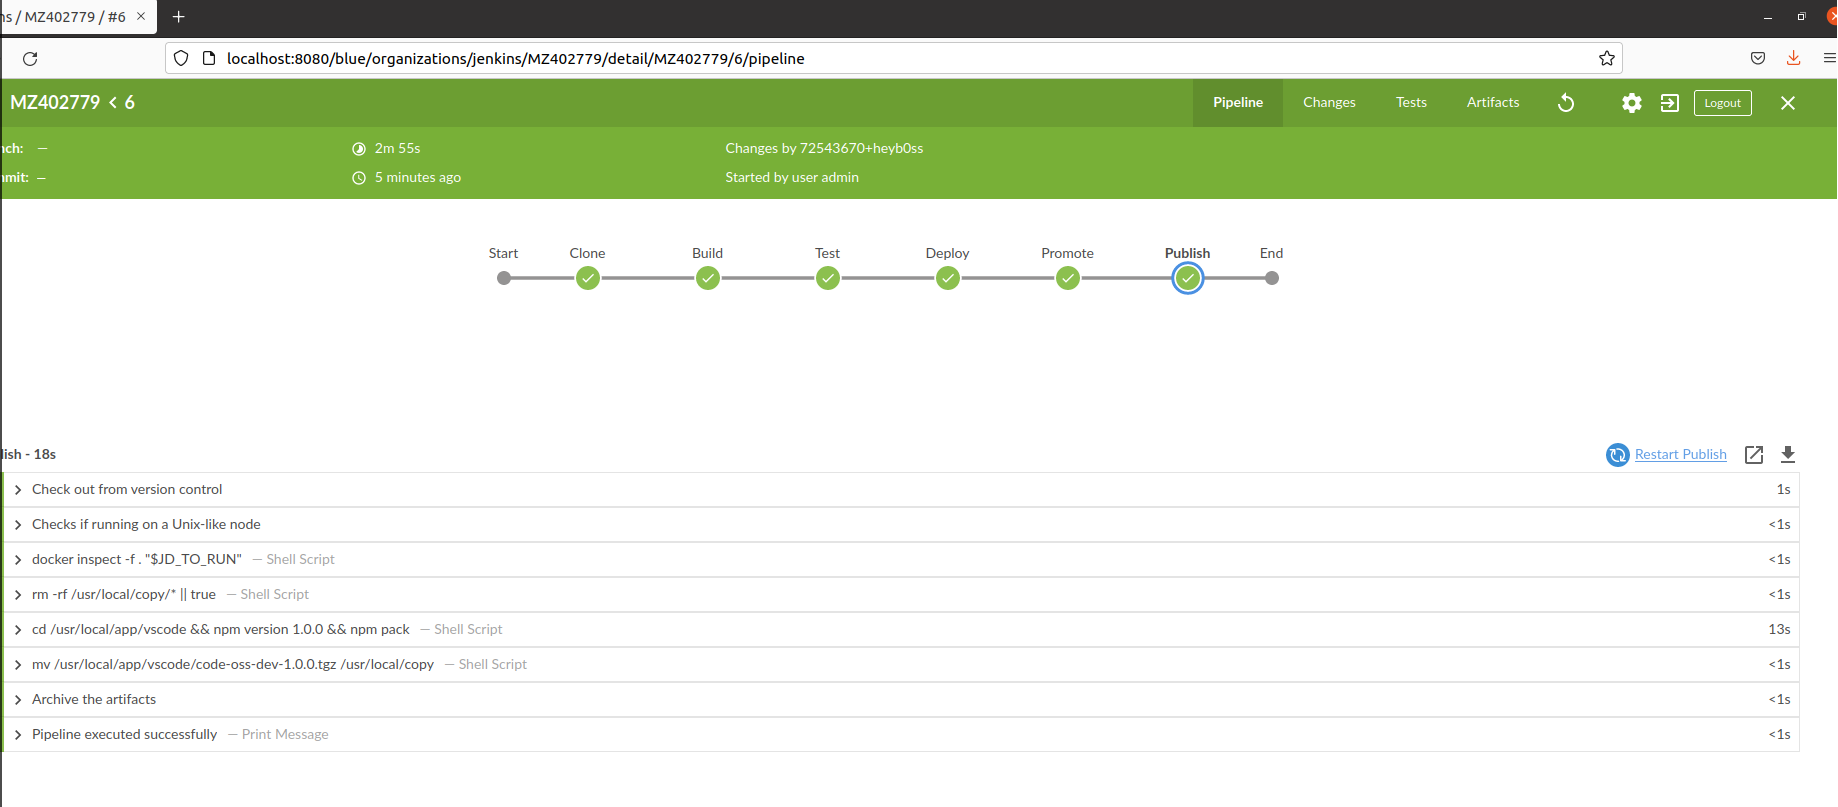 ns / MZ402779 / #6
localhost:8080/blue/organizations/jenkins/MZ402779/detail/MZ402779/6/pipeline
MZ402779 < 6 Pipeline Changes Tests Artifacts Logout
nch: — 2m 55s Changes by 72543670+heyb0ss
mmit: — 5 minutes ago Started by user admin
Start Clone Build Test Deploy Promote Publish End
lish - 18s Restart Publish
Check out from version control 1s
Checks if running on a Unix-like node <1s
docker inspect -f . "$JD_TO_RUN" — Shell Script <1s
rm -rf /usr/local/copy/* || true — Shell Script <1s
cd /usr/local/app/vscode && npm version 1.0.0 && npm pack — Shell Script 13s
mv /usr/local/app/vscode/code-oss-dev-1.0.0.tgz /usr/local/copy — Shell Script <1s
Archive the artifacts <1s
Pipeline executed successfully — Print Message <1s